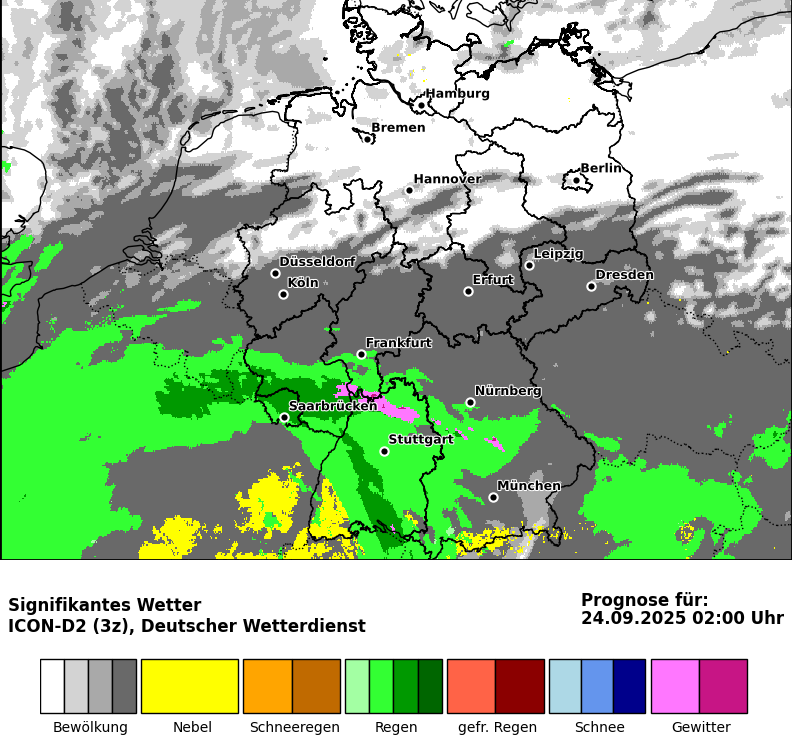 Hamburg
Bremen
Berlin
Hannover
Leipzig
Düsseldorf
Dresden
Köln
Erfurt
Frankfurt
Nürnberg
Saarbrücken
Stuttgart
München
Signifikantes Wetter
ICON-D2 (3z), Deutscher Wetterdienst
Prognose für:
24.09.2025 02:00 Uhr
Bewölkung
Nebel
Schneeregen
Regen
gefr. Regen
Schnee
Gewitter